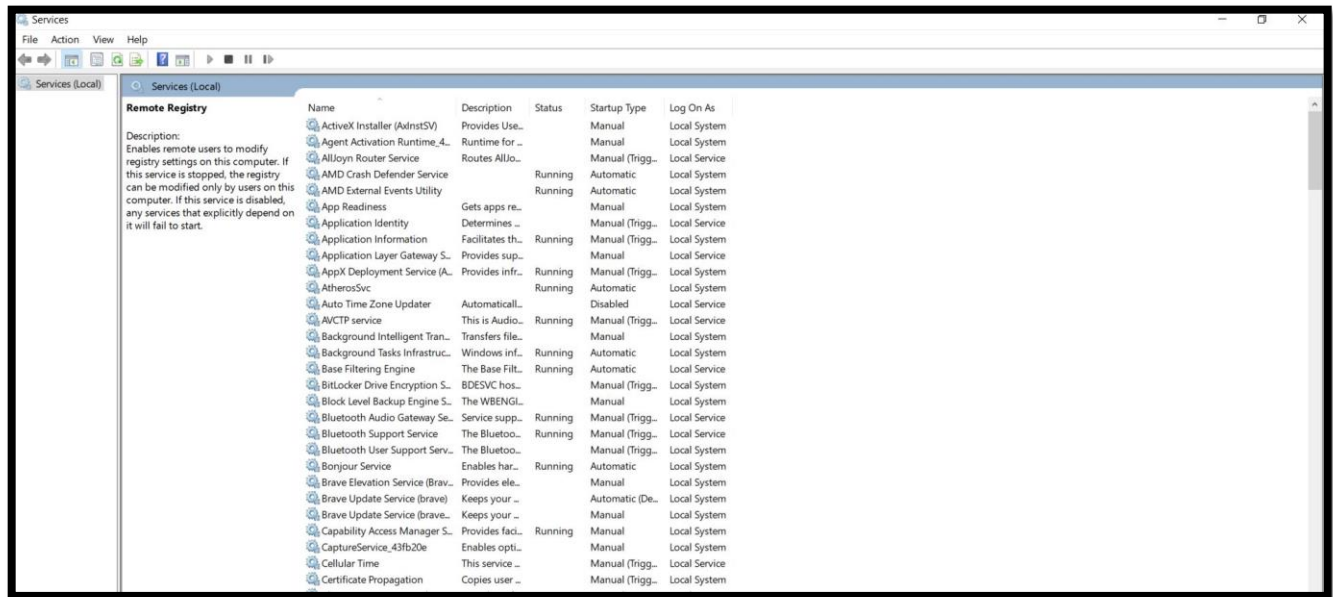 Services
File Action View Help
Services (Local)
Services (Local)
Remote Registry
Description:
Enables remote users to modify
registry settings on this computer. If
this service is stopped, the registry
can be modified only by users on this
computer. If this service is disabled,
any services that explicitly depend on
it will fail to start.
Name Description Status Startup Type Log On As
ActiveX Installer (AxInstSV) Provides Use... Manual Local System
Agent Activation Runtime_4... Runtime for ... Manual Local System
AllJoyn Router Service Routes AllJo... Manual (Trigg... Local Service
AMD Crash Defender Service Running Automatic Local System
AMD External Events Utility Running Automatic Local System
App Readiness Gets apps re... Manual Local System
Application Identity Determines ... Manual (Trigg... Local Service
Application Information Facilitates th... Running Manual (Trigg... Local System
Application Layer Gateway S... Provides sup... Manual Local Service
AppX Deployment Service (A... Provides infr... Running Manual (Trigg... Local System
AtherosSvc Running Automatic Local System
Auto Time Zone Updater Automaticall... Disabled Local Service
AVCTP service This is Audio... Running Manual (Trigg... Local Service
Background Intelligent Tran... Transfers file... Manual Local System
Background Tasks Infrastruc... Windows inf... Running Automatic Local System
Base Filtering Engine The Base Filt... Running Automatic Local Service
BitLocker Drive Encryption S... BDESVC hos... Manual (Trigg... Local System
Block Level Backup Engine S... The WBENGI... Manual Local System
Bluetooth Audio Gateway Se... Service supp... Running Manual (Trigg... Local Service
Bluetooth Support Service The Bluetoo... Running Manual (Trigg... Local Service
Bluetooth User Support Serv... The Bluetoo... Manual (Trigg... Local System
Bonjour Service Enables har... Running Automatic Local System
Brave Elevation Service (Brav... Provides ele... Manual Local System
Brave Update Service (brave) Keeps your ... Automatic (De... Local System
Brave Update Service (brave... Keeps your ... Manual Local System
Capability Access Manager S... Provides faci... Running Manual Local System
CaptureService_43fb20e Enables opti... Manual Local System
Cellular Time This service ... Manual (Trigg... Local Service
Certificate Propagation Copies user ... Manual (Trigg... Local System